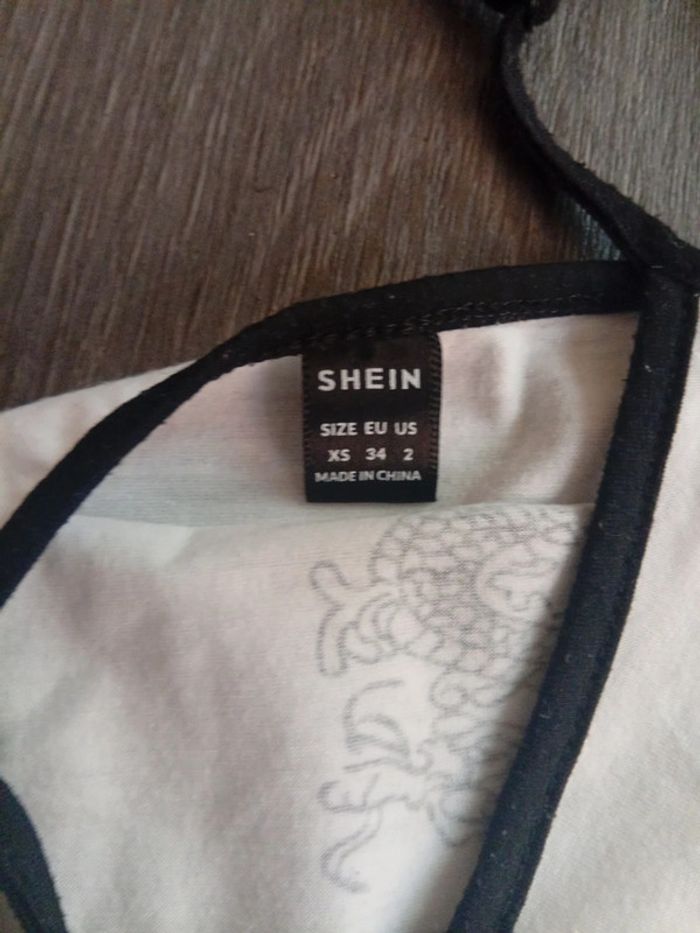 SHEIN
SIZE EU US
XS 34 2
MADE IN CHINA